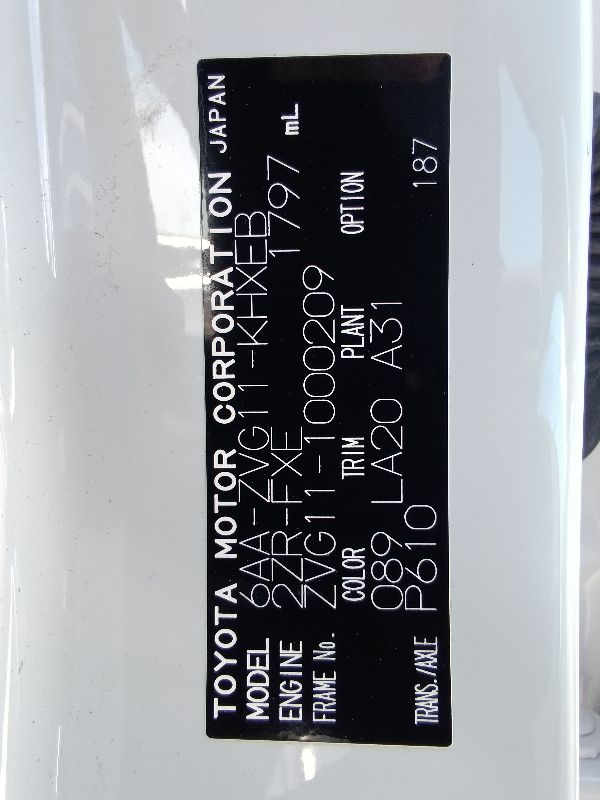 TOYOTA MOTOR CORPORATION JAPAN
MODEL 6AA-ZVG11-KHXEB
ENGINE 2ZR-FXE 1797 mL
FRAME No. ZVG11-1000209
COLOR TRIM PLANT OPTION
089 LA20 A31
TRANS./AXLE P610 187